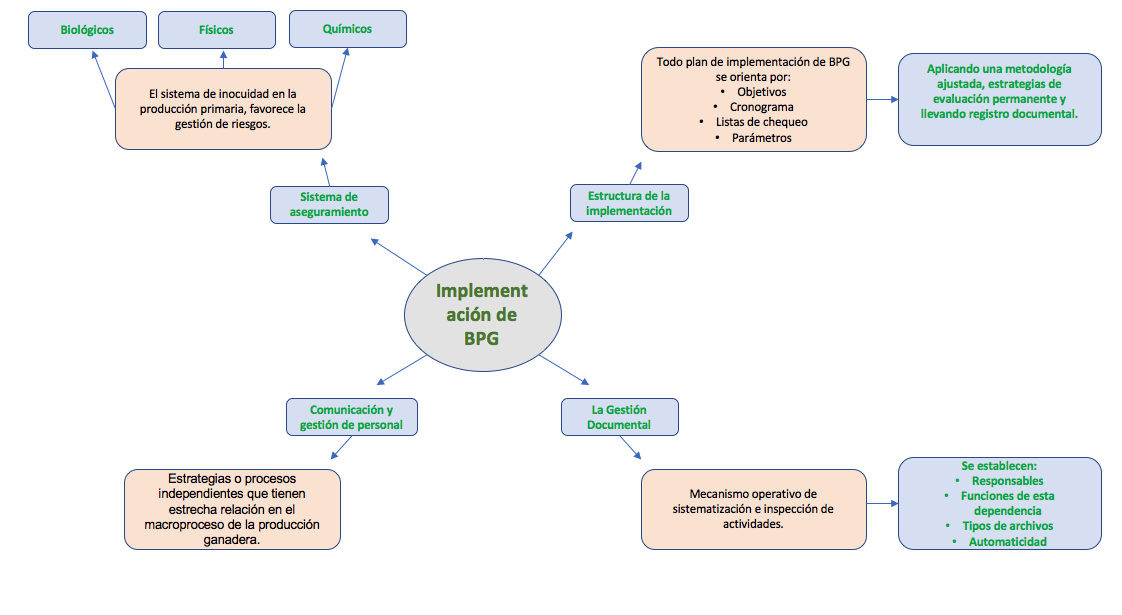 Biológicos
Físicos
Químicos
El sistema de inocuidad en la
producción primaria, favorece la
gestión de riesgos.
Todo plan de implementación de BPG
se orienta por:
• Objetivos
• Cronograma
• Listas de chequeo
• Parámetros
Aplicando una metodología
ajustada, estrategias de
evaluación permanente y
llevando registro documental.
Sistema de
aseguramiento
Estructura de la
implementación
Implement
ación de
BPG
Comunicación y
gestión de personal
La Gestión
Documental
Estrategias o procesos
independientes que tienen
estrecha relación en el
macroproceso de la producción
ganadera.
Mecanismo operativo de
sistematización e inspección de
actividades.
Se establecen:
• Responsables
• Funciones de esta
dependencia
• Tipos de archivos
• Automaticidad